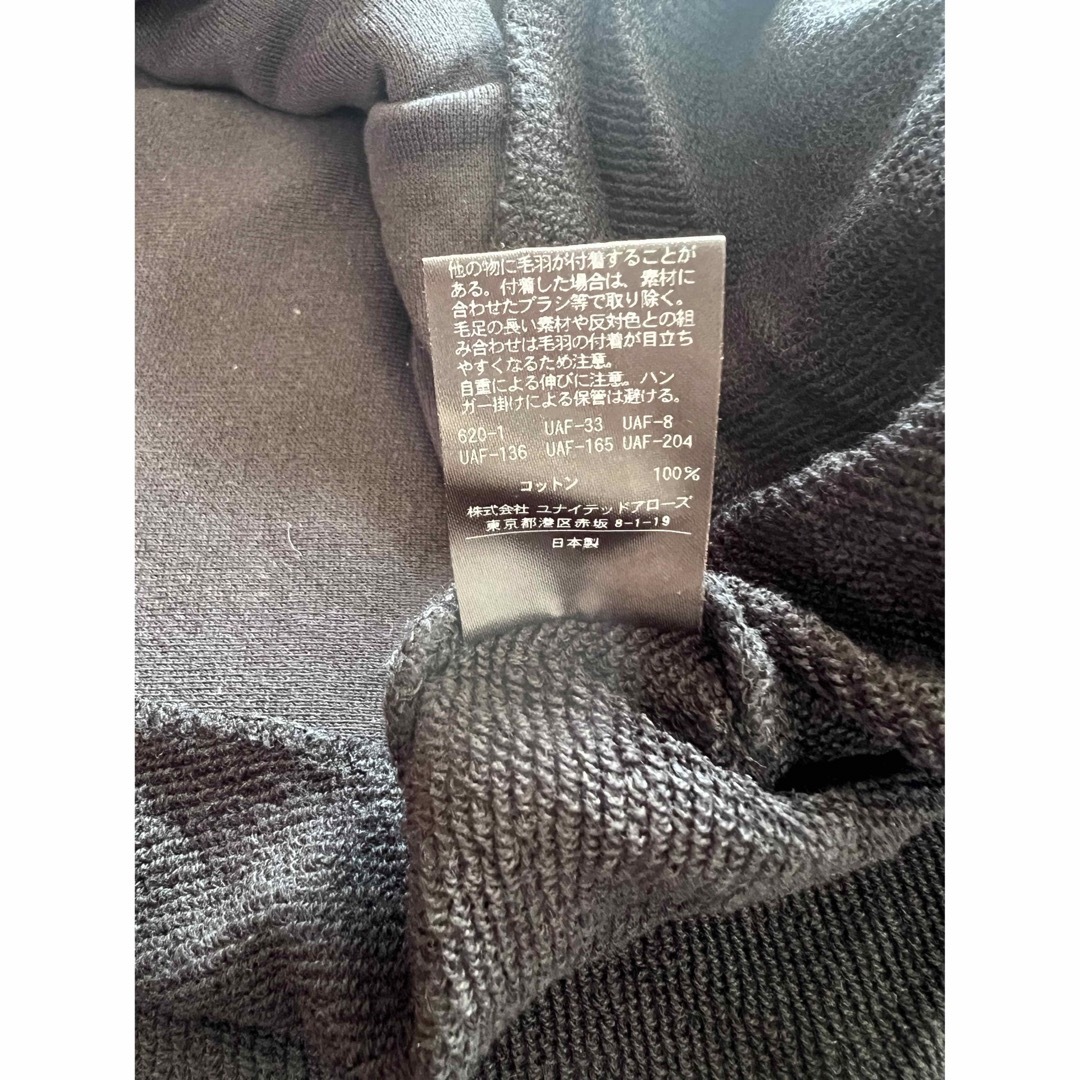 他の物に毛羽が付着することが
ある。付着した場合は、素材に
合わせたブラシ等で取り除く。
毛足の長い素材や反対色との組
み合わせは毛羽の付着が目立ち
やすくなるため注意。
自重による伸びに注意。ハン
ガー掛けによる保管は避ける。
620-1 UAF-33 UAF-8
UAF-136 UAF-165 UAF-204
コットン 100%
株式会社 ユナイテッドアローズ
東京都港区赤坂 8-1-19
日本製